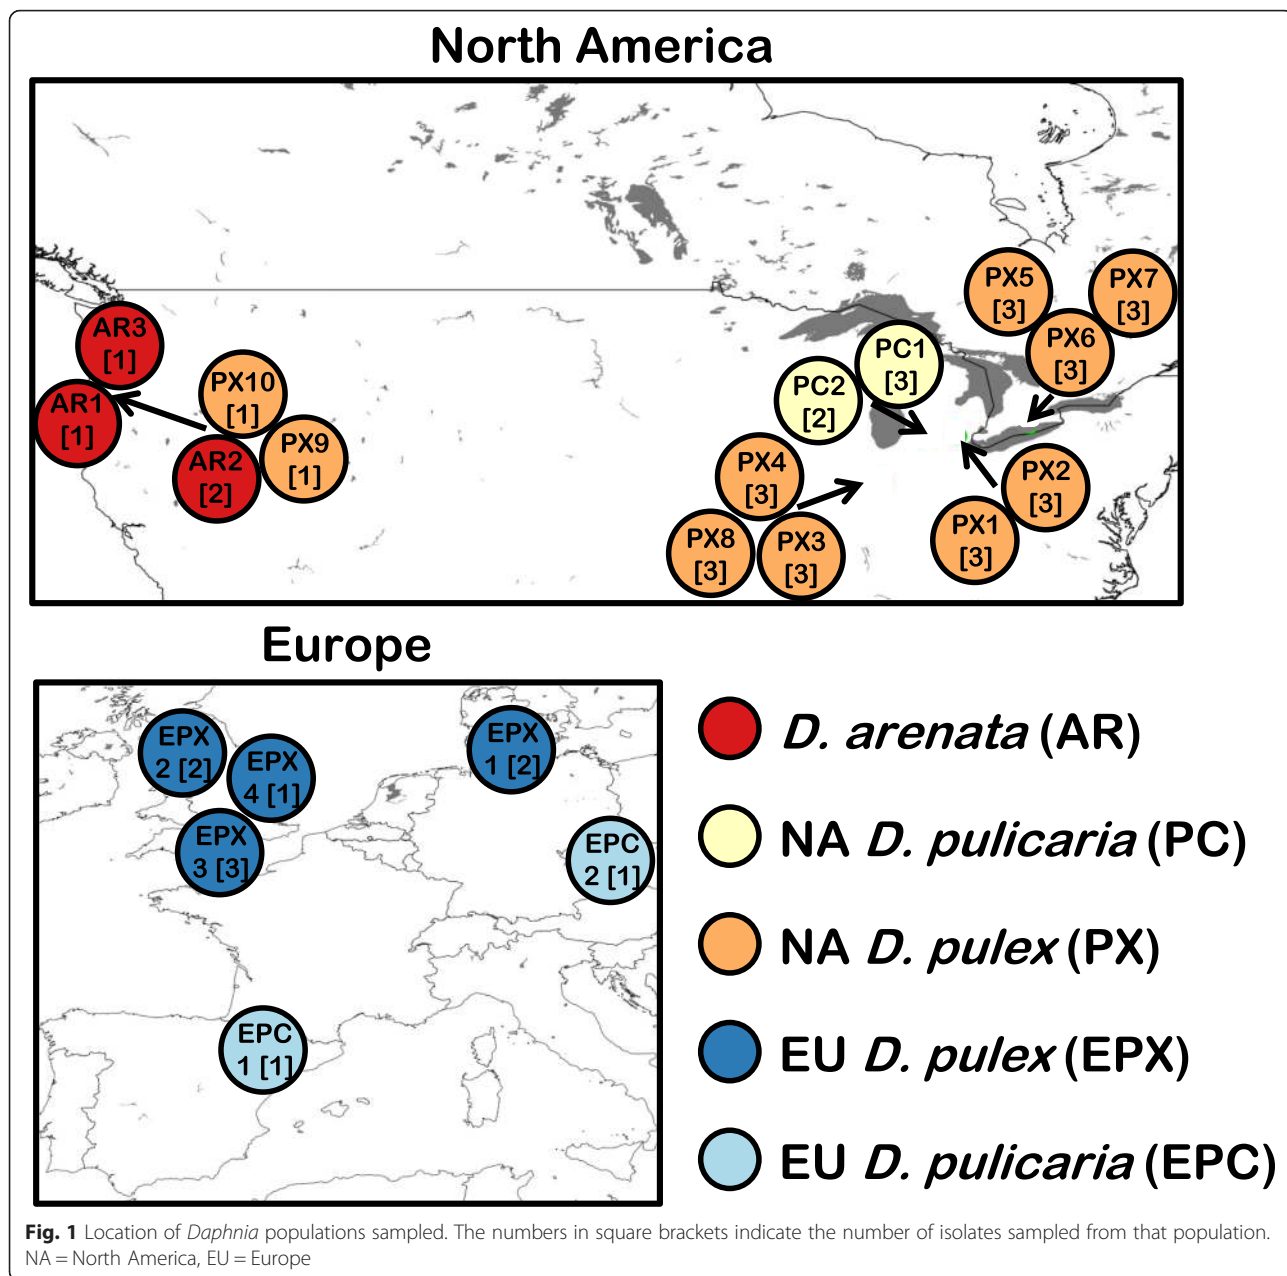 North America
PX5
[3]
PX7
[3]
AR3
[1]
PX6
[3]
PC1
[3]
PX10
[1]
PC2
[2]
AR1
[1]
PX9
[1]
AR2
[2]
PX4
[3]
PX2
[3]
PX1
[3]
PX8
[3]
PX3
[3]
Europe
EPX
2 [2]
EPX
4 [1]
EPX
1 [2]
EPX
3 [3]
EPC
2 [1]
EPC
1 [1]
D. arenata (AR)
NA D. pulicaria (PC)
NA D. pulex (PX)
EU D. pulex (EPX)
EU D. pulicaria (EPC)
Fig. 1 Location of Daphnia populations sampled. The numbers in square brackets indicate the number of isolates sampled from that population.
NA = North America, EU = Europe